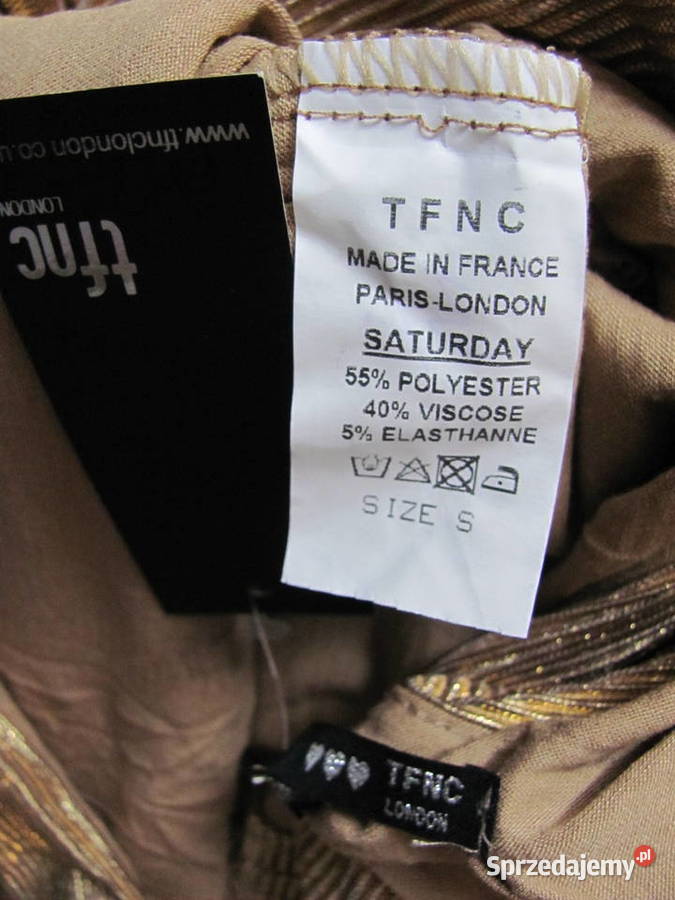 www.tfnclondon.co.u
tfnc
LONDON
TFNC
MADE IN FRANCE
PARIS-LONDON
SATURDAY
55% POLYESTER
40% VISCOSE
5% ELASTHANNE
SIZE S
TFNC
LONDON
Sprzedajemy.pl